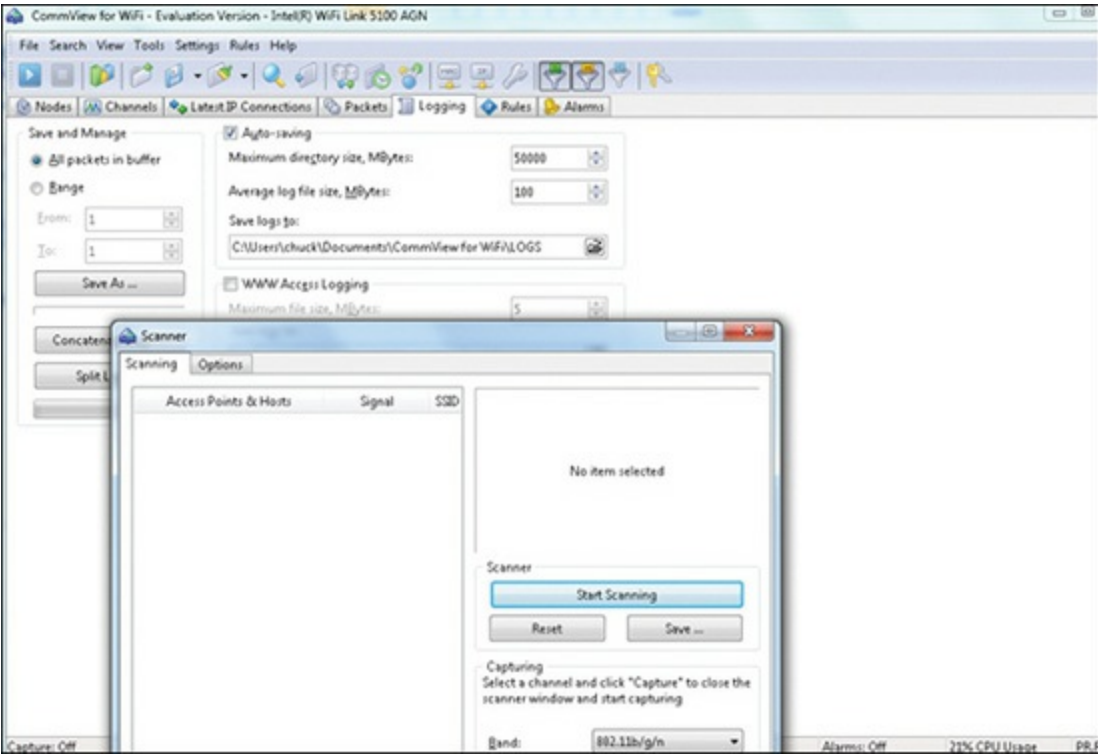 CommView for WiFi - Evaluation Version - Intel(R) WiFi Link 5100 AGN
File Search View Tools Settings Rules Help
Nodes Channels Latest IP Connections Packets Logging Rules Alarms
Save and Manage
All packets in buffer
Range
From: 1
To: 1
Save As ...
Concaten
Split L
Auto-saving
Maximum directory size, MBytes: 50000
Average log file size, MBytes: 100
Save logs to:
C:\Users\chuck\Documents\CommView for WiFi\LOGS
WWW Access Logging
Maximum file size, MBytes: 5
Scanner
Scanning Options
Access Points & Hosts Signal SSID
No item selected
Scanner
Start Scanning
Reset Save ...
Capturing
Select a channel and click "Capture" to close the
scanner window and start capturing
Band: 802.11b/g/n
Capture: Off Alarms: Off 21% CPU Usage